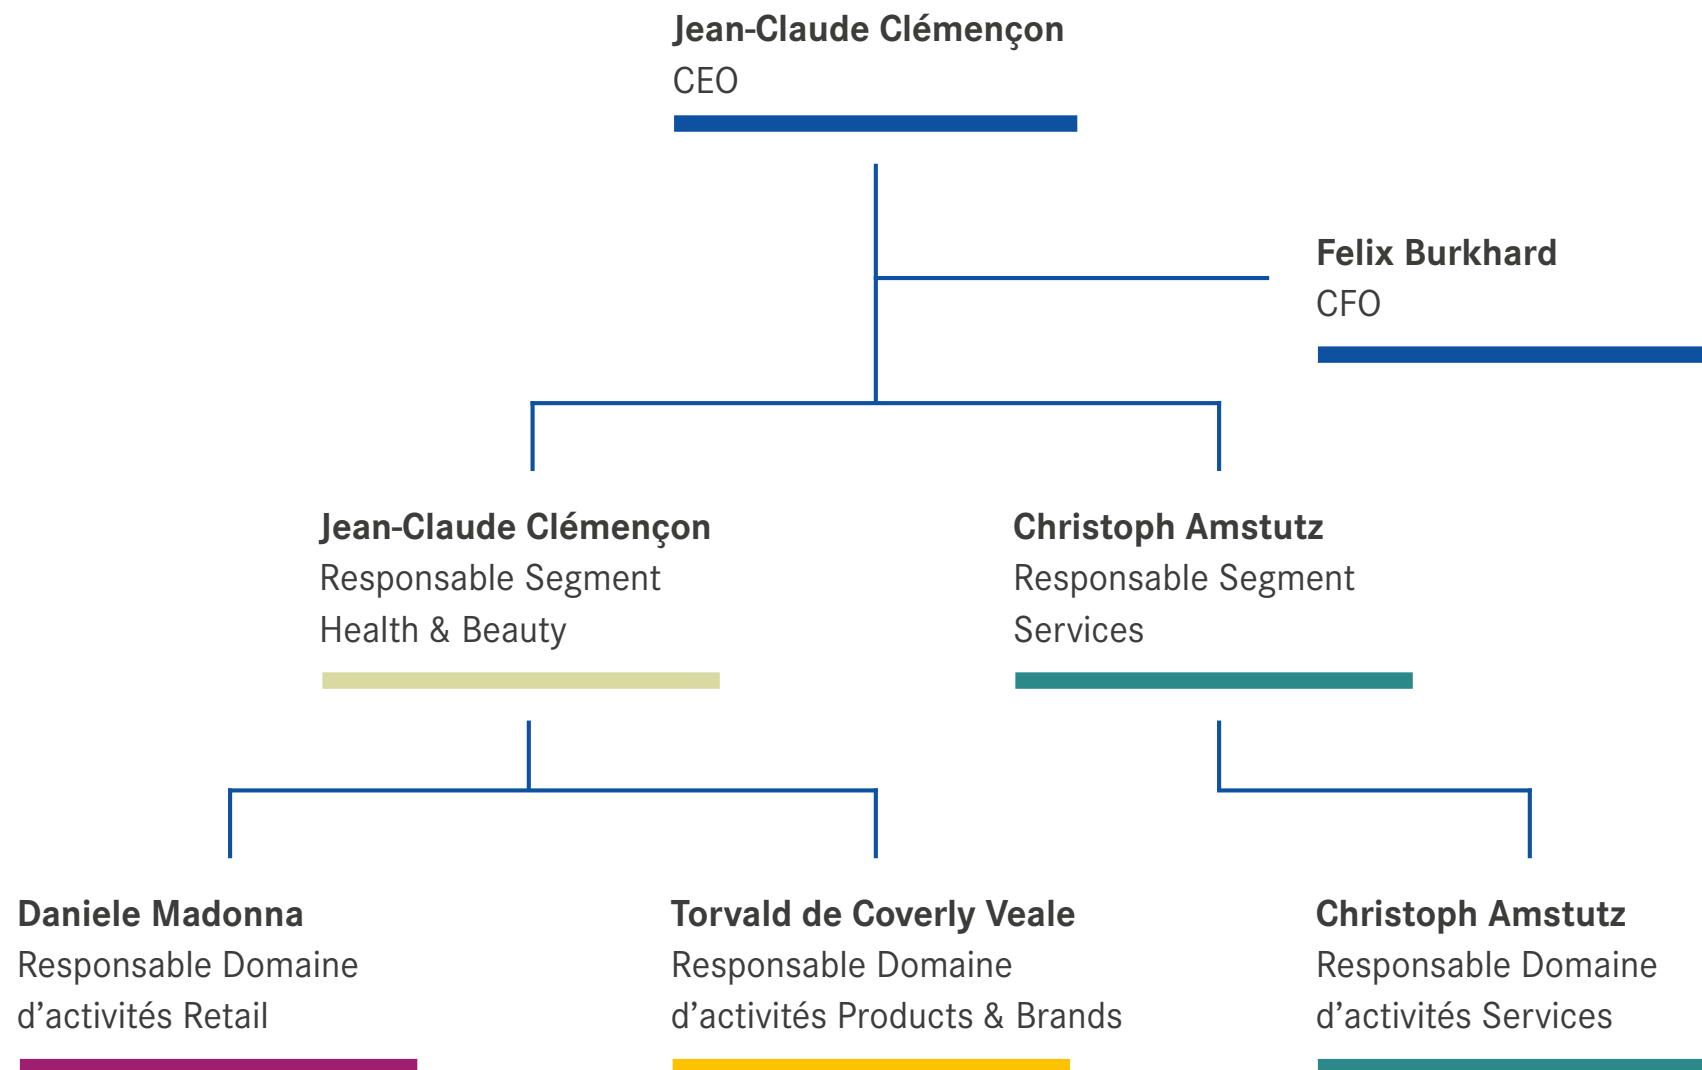 Jean-Claude Clémençon
CEO
Felix Burkhard
CFO
Jean-Claude Clémençon
Responsable Segment
Health & Beauty
Christoph Amstutz
Responsable Segment
Services
Daniele Madonna
Responsable Domaine
d’activités Retail
Torvald de Coverly Veale
Responsable Domaine
d’activités Products & Brands
Christoph Amstutz
Responsable Domaine
d’activités Services